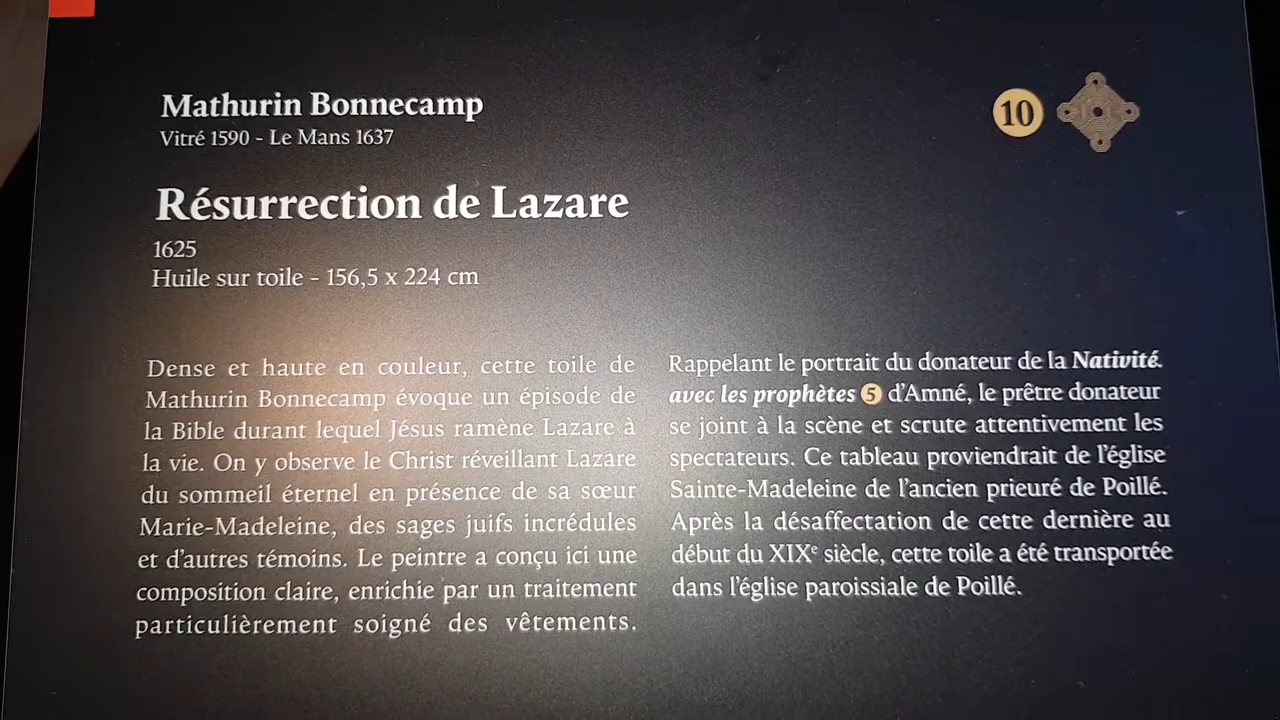 Mathurin Bonnecamp
Vitré 1590 - Le Mans 1637
10
Résurrection de Lazare
1625
Huile sur toile - 156,5 x 224 cm
Dense et haute en couleur, cette toile de
Mathurin Bonnecamp évoque un épisode de
la Bible durant lequel Jésus ramène Lazare à
la vie. On y observe le Christ réveillant Lazare
du sommeil éternel en présence de sa sœur
Marie-Madeleine, des sages juifs incrédules
et d'autres témoins. Le peintre a conçu ici une
composition claire, enrichie par un traitement
particulièrement soigné des vêtements.
Rappelant le portrait du donateur de la Nativité
avec les prophètes 5 d'Amné, le prêtre donateur
se joint à la scène et scrute attentivement les
spectateurs. Ce tableau proviendrait de l'église
Sainte-Madeleine de l'ancien prieuré de Poillé.
Après la désaffectation de cette dernière au
début du XIXe siècle, cette toile a été transportée
dans l'église paroissiale de Poillé.